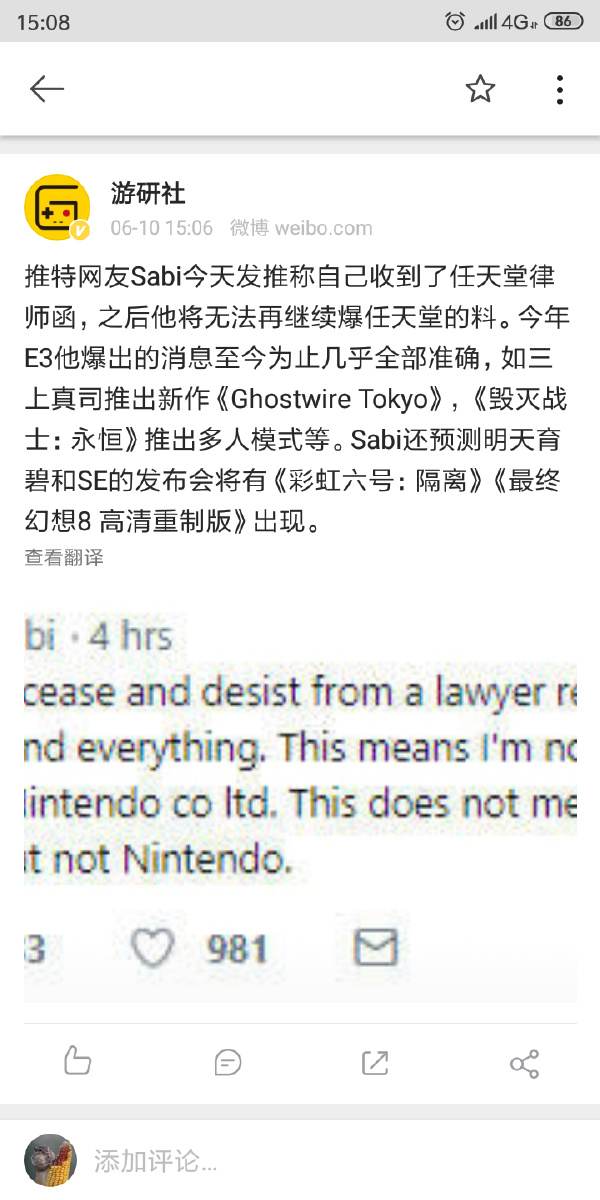 15:08
4G
86
游研社
06-10 15:06 微博 weibo.com
推特网友Sabi今天发推称自己收到了任天堂律
师函，之后他将无法再继续爆任天堂的料。今年
E3他爆出的消息至今为止几乎全部准确，如三
上真司推出新作《Ghostwire Tokyo》，《毁灭战
士：永恒》推出多人模式等。Sabi还预测明天育
碧和SE的发布会将有《彩虹六号：隔离》《最终
幻想8 高清重制版》出现。
查看翻译
bi · 4 hrs
cease and desist from a lawyer re
nd everything. This means I'm no
intendo co ltd. This does not me
t not Nintendo.
3 981
添加评论...